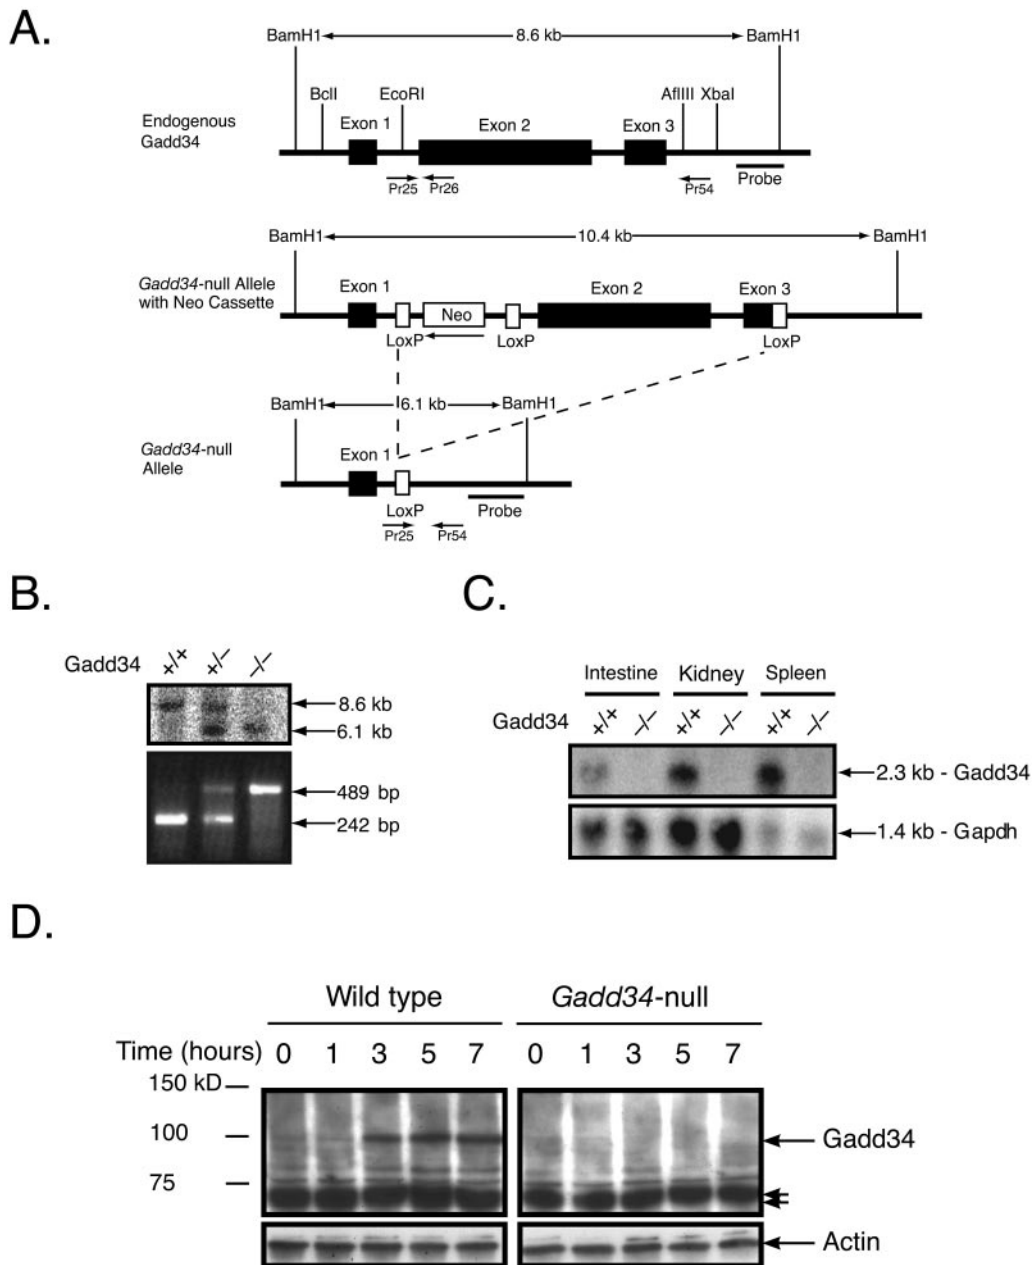 A.
BamH1 8.6 kb BamH1
BclI EcoRI AflIII XbaI
Endogenous
Gadd34
Exon 1 Exon 2 Exon 3
Pr25 Pr26 Pr54 Probe
BamH1 10.4 kb BamH1
Gadd34-null Allele
with Neo Cassette
Exon 1 Exon 2 Exon 3
Neo
LoxP LoxP LoxP
BamH1 6.1 kb BamH1
Gadd34-null
Allele
Exon 1
LoxP Probe
Pr25 Pr54
B.
Gadd34 +/+ +/- -/-
8.6 kb
6.1 kb
489 bp
242 bp
C.
Intestine Kidney Spleen
Gadd34 +/+ -/- +/+ -/- +/+ -/-
2.3 kb - Gadd34
1.4 kb - Gapdh
D.
Wild type Gadd34-null
Time (hours) 0 1 3 5 7 0 1 3 5 7
150 kD
100
75
Gadd34
Actin